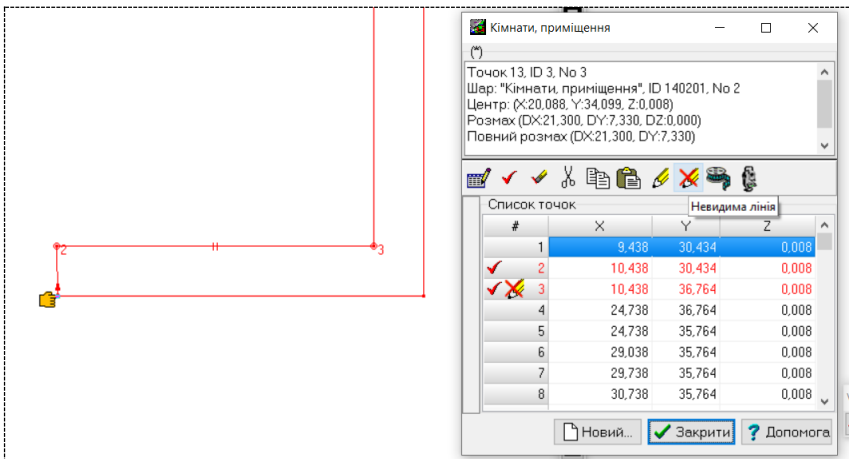 Кімнати, приміщення
(*)
Точок 13, ID 3, No 3
Шар: "Кімнати, приміщення", ID 140201, No 2
Центр: (X:20,088, Y:34,099, Z:0,008)
Розмах (DX:21,300, DY:7,330, DZ:0,000)
Повний розмах (DX:21,300, DY:7,330)
Невидима лінія
Список точок
# X Y Z
1 9,438 30,434 0,008
2 10,438 30,434 0,008
3 10,438 36,764 0,008
4 24,738 36,764 0,008
5 24,738 35,764 0,008
6 29,038 35,764 0,008
7 29,738 35,764 0,008
8 30,738 35,764 0,008
Новий... Закрити ? Допомога
2 3